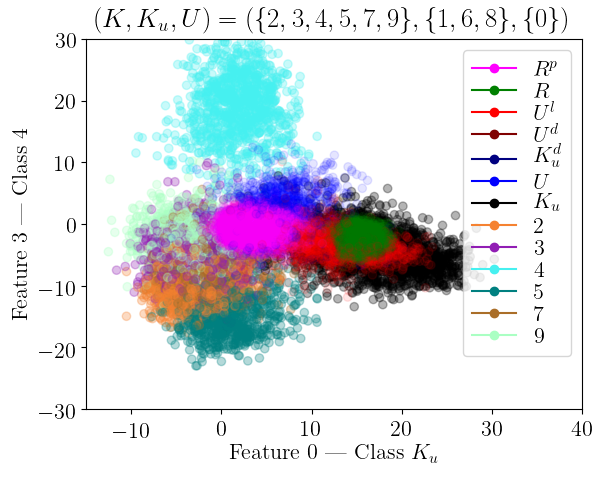 (K, K_u, U) = ({2, 3, 4, 5, 7, 9}, {1, 6, 8}, {0})
30
20
10
0
−10
−20
−30
Feature 3 — Class 4
R^p
R
U^l
U^d
K_u^d
U
K_u
2
3
4
5
7
9
−10
0
10
20
30
40
Feature 0 — Class K_u